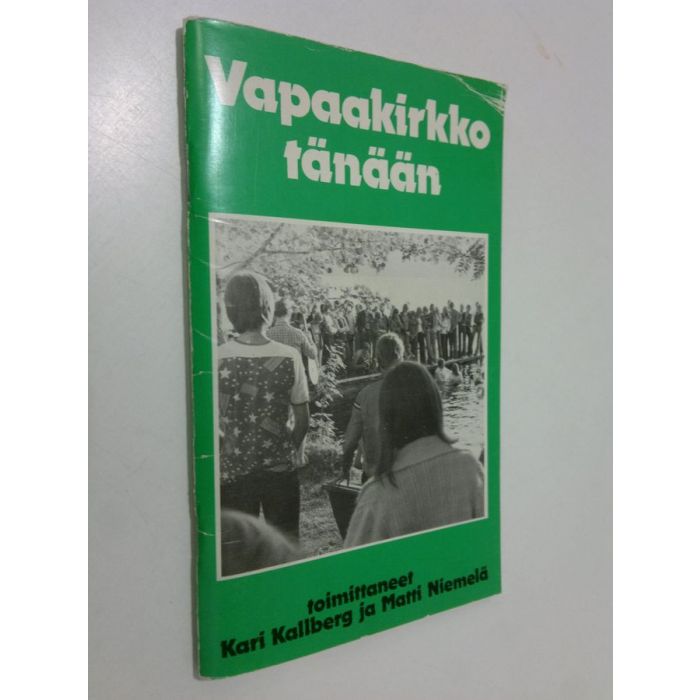 Vapaakirkko
tänään
toimittaneet
Kari Kallberg ja Matti Niemelä